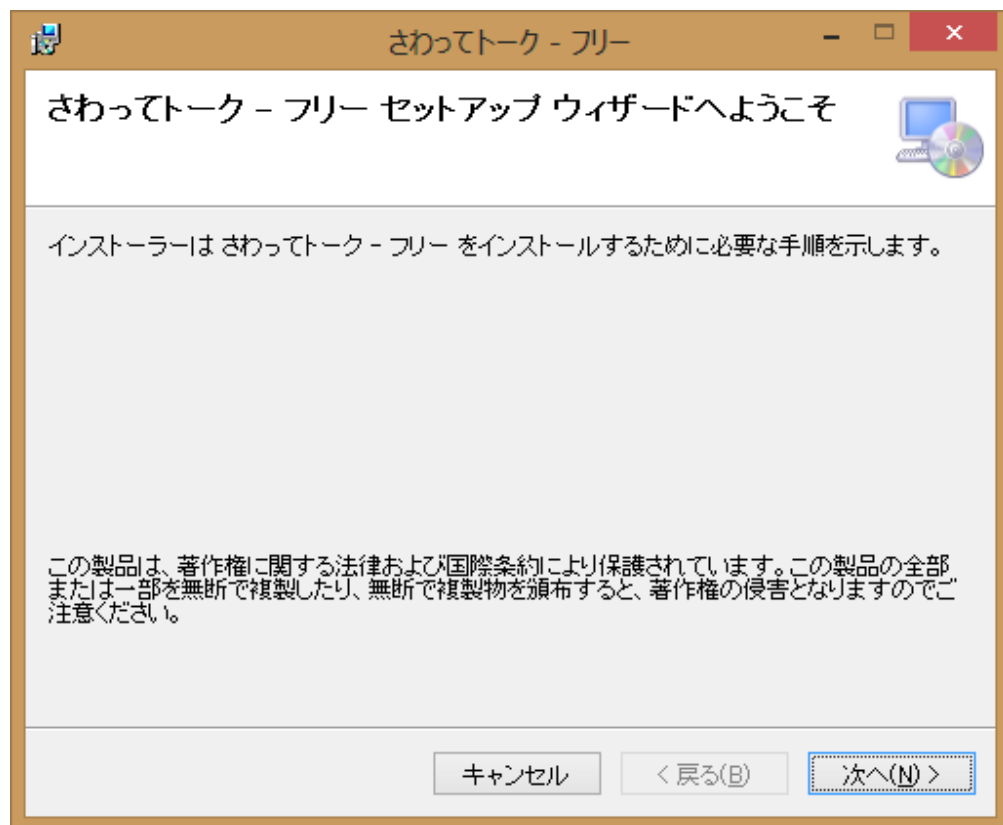 さわってトーク - フリー
さわってトーク - フリー セットアップ ウィザードへようこそ
インストーラーは さわってトーク - フリー をインストールするために必要な手順を示します。
この製品は、著作権に関する法律および国際条約により保護されています。この製品の全部
または一部を無断で複製したり、無断で複製物を頒布すると、著作権の侵害となりますのでご
注意ください。
キャンセル
< 戻る(B)
次へ(N) >